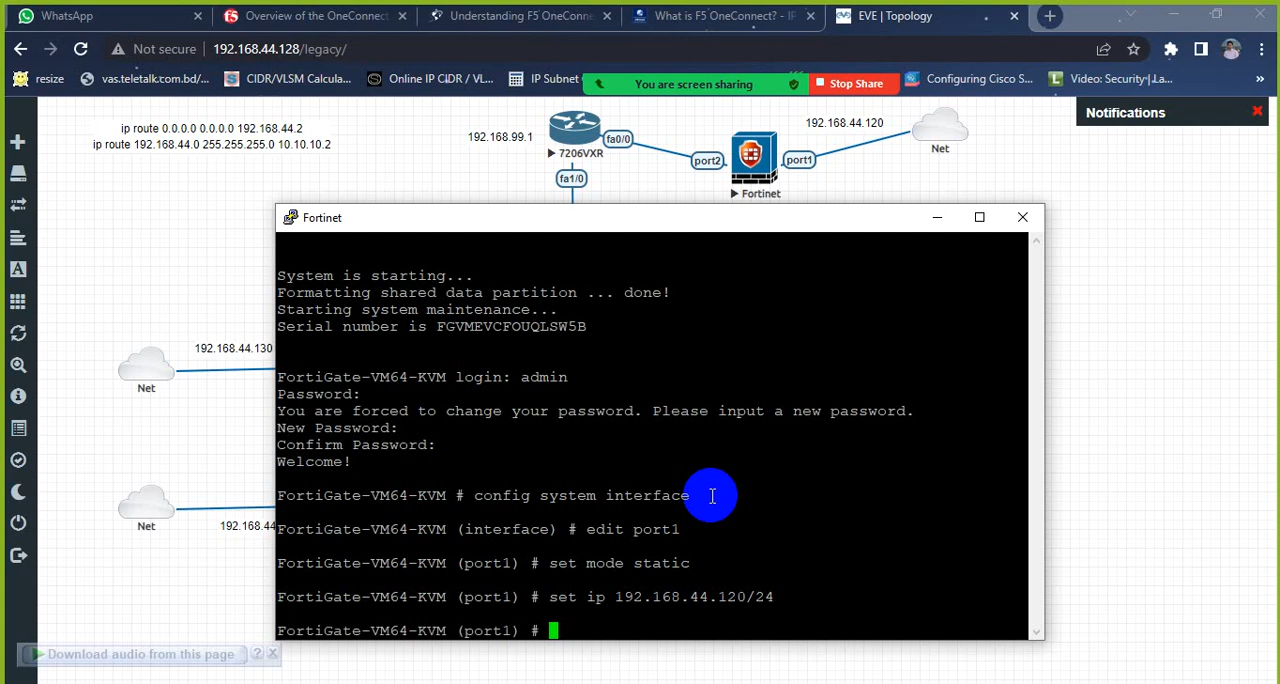 WhatsApp
Overview of the OneConnect
Understanding F5 OneConne
What is F5 OneConnect? - IP
EVE | Topology
Not secure
192.168.44.128/legacy/
resize
vas.teletalk.com.bd/...
CIDR/VLSM Calcula...
Online IP CIDR / VL...
IP Subnet
You are screen sharing
Stop Share
Configuring Cisco S...
Video: Security | La...
»
Notifications
ip route 0.0.0.0 0.0.0.0 192.168.44.2
ip route 192.168.44.0 255.255.255.0 10.10.10.2
192.168.99.1
fa0/0
7206VXR
fa1/0
port2
port1
Fortinet
192.168.44.120
Net
192.168.44.130
Net
192.168.44
Net
Fortinet
System is starting...
Formatting shared data partition ... done!
Starting system maintenance...
Serial number is FGVMEVCFOUQLSW5B
FortiGate-VM64-KVM login: admin
Password:
You are forced to change your password. Please input a new password.
New Password:
Confirm Password:
Welcome!
FortiGate-VM64-KVM # config system interface
FortiGate-VM64-KVM (interface) # edit port1
FortiGate-VM64-KVM (port1) # set mode static
FortiGate-VM64-KVM (port1) # set ip 192.168.44.120/24
FortiGate-VM64-KVM (port1) #
Download audio from this page
?